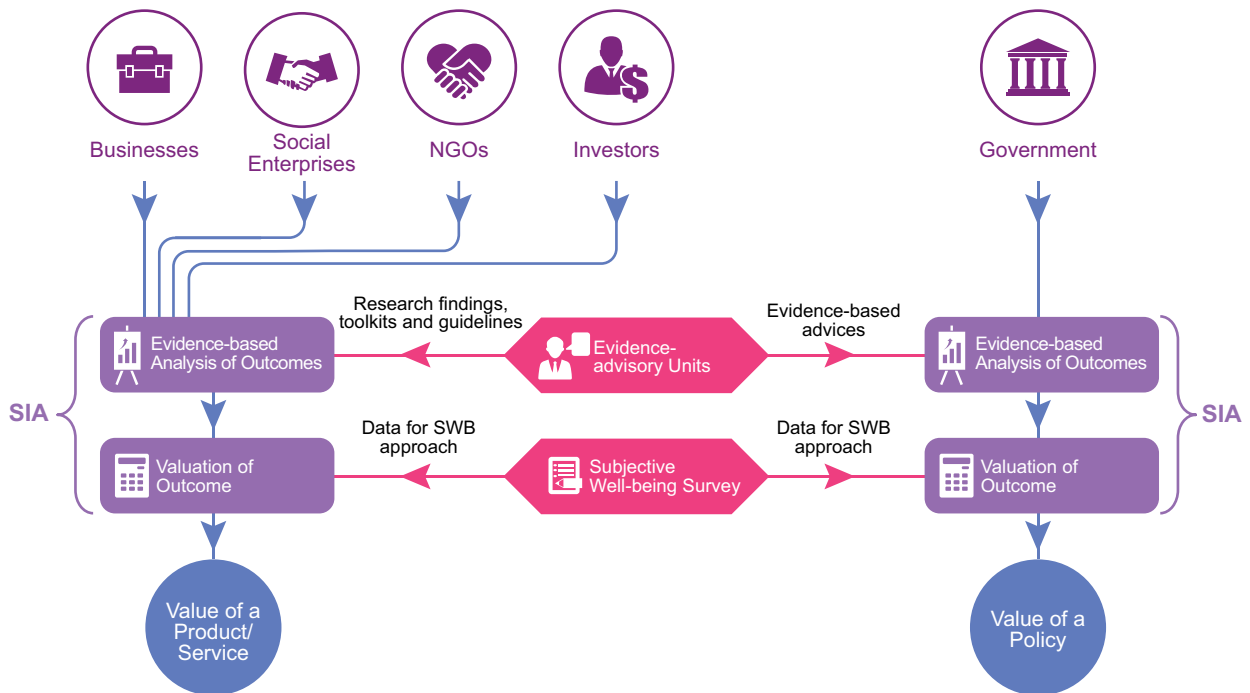 Businesses
Social
Enterprises
NGOs
Investors
Government
Research findings,
toolkits and guidelines
Evidence-based
advices
SIA
Evidence-based
Analysis of Outcomes
Evidence-
advisory Units
Evidence-based
Analysis of Outcomes
SIA
Data for SWB
approach
Data for SWB
approach
Valuation of
Outcome
Subjective
Well-being Survey
Valuation of
Outcome
Value of a
Product/
Service
Value of a
Policy